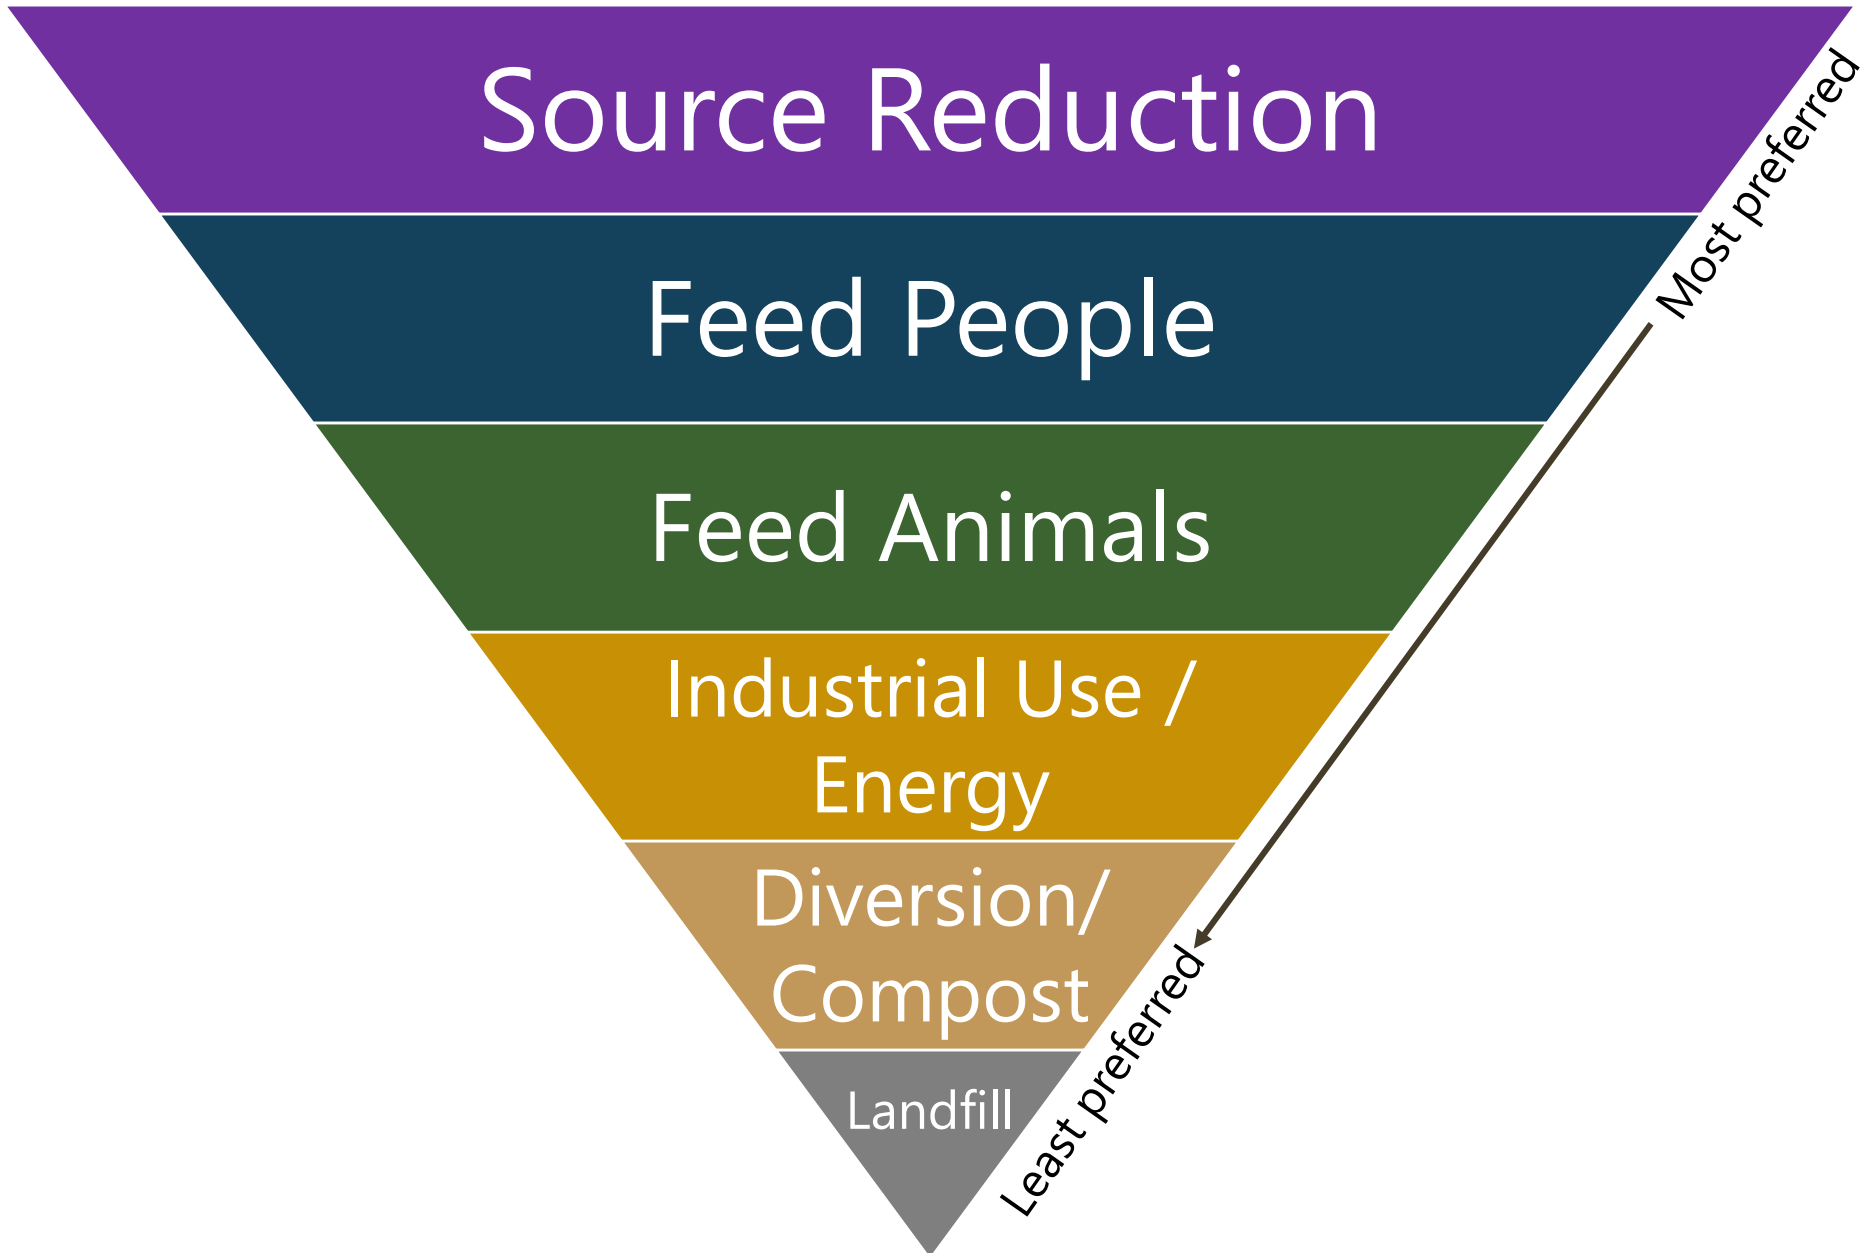 Source Reduction
Most preferred
Feed People
Feed Animals
Industrial Use /
Energy
Diversion/
Compost
Least preferred
Landfill